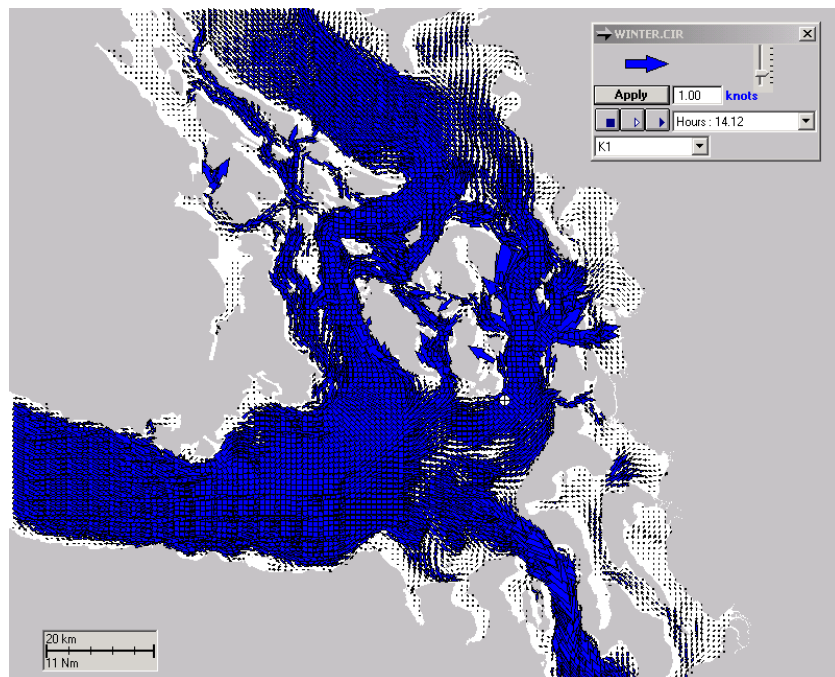 WINTER.CIR
Apply 1.00 knots
Hours : 14.12
K1
20 km
11 Nm